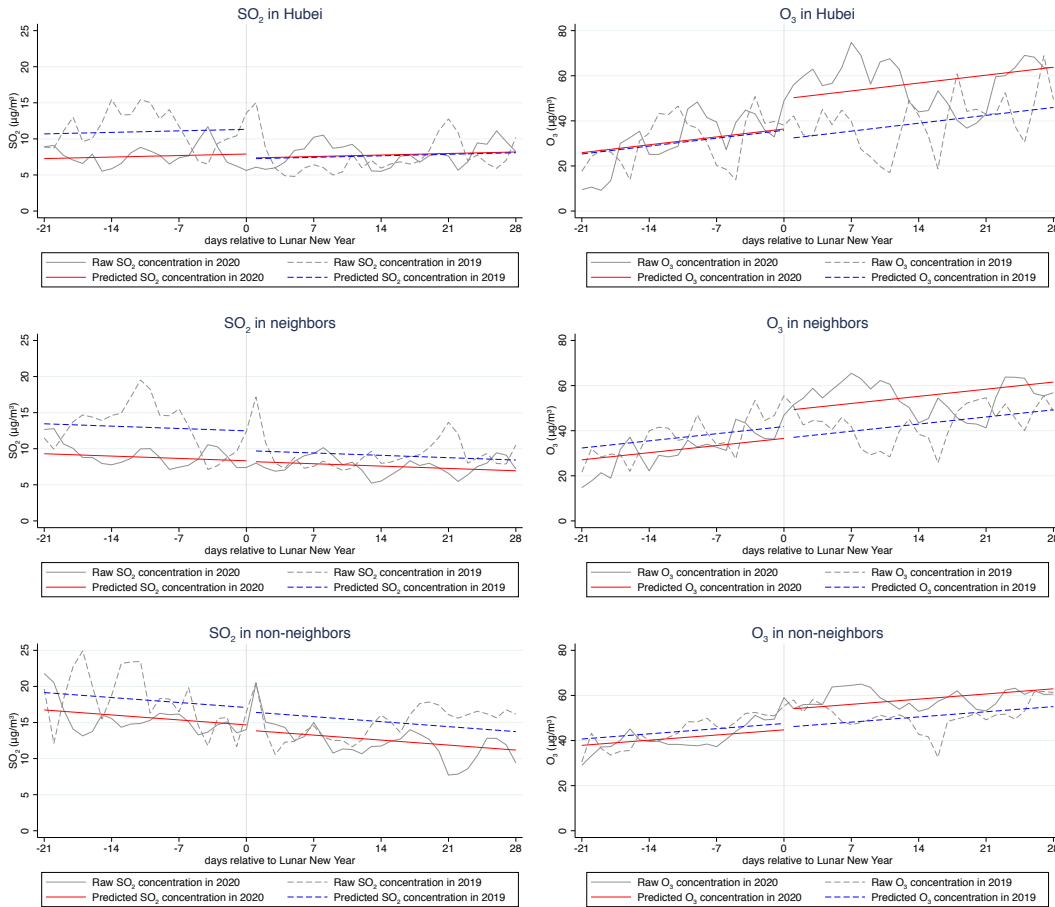 SO₂ in Hubei
SO₂ (µg/m³)
0 5 10 15 20 25
-21 -14 -7 0 7 14 21 28
days relative to Lunar New Year
Raw SO₂ concentration in 2020 Raw SO₂ concentration in 2019
Predicted SO₂ concentration in 2020 Predicted SO₂ concentration in 2019
O₃ in Hubei
O₃ (µg/m³)
0 20 40 60 80
-21 -14 -7 0 7 14 21 28
days relative to Lunar New Year
Raw O₃ concentration in 2020 Raw O₃ concentration in 2019
Predicted O₃ concentration in 2020 Predicted O₃ concentration in 2019
SO₂ in neighbors
SO₂ (µg/m³)
0 5 10 15 20 25
-21 -14 -7 0 7 14 21 28
days relative to Lunar New Year
Raw SO₂ concentration in 2020 Raw SO₂ concentration in 2019
Predicted SO₂ concentration in 2020 Predicted SO₂ concentration in 2019
O₃ in neighbors
O₃ (µg/m³)
0 20 40 60 80
-21 -14 -7 0 7 14 21 28
days relative to Lunar New Year
Raw O₃ concentration in 2020 Raw O₃ concentration in 2019
Predicted O₃ concentration in 2020 Predicted O₃ concentration in 2019
SO₂ in non-neighbors
SO₂ (µg/m³)
0 5 10 15 20 25
-21 -14 -7 0 7 14 21 28
days relative to Lunar New Year
Raw SO₂ concentration in 2020 Raw SO₂ concentration in 2019
Predicted SO₂ concentration in 2020 Predicted SO₂ concentration in 2019
O₃ in non-neighbors
O₃ (µg/m³)
0 20 40 60 80
-21 -14 -7 0 7 14 21 28
days relative to Lunar New Year
Raw O₃ concentration in 2020 Raw O₃ concentration in 2019
Predicted O₃ concentration in 2020 Predicted O₃ concentration in 2019